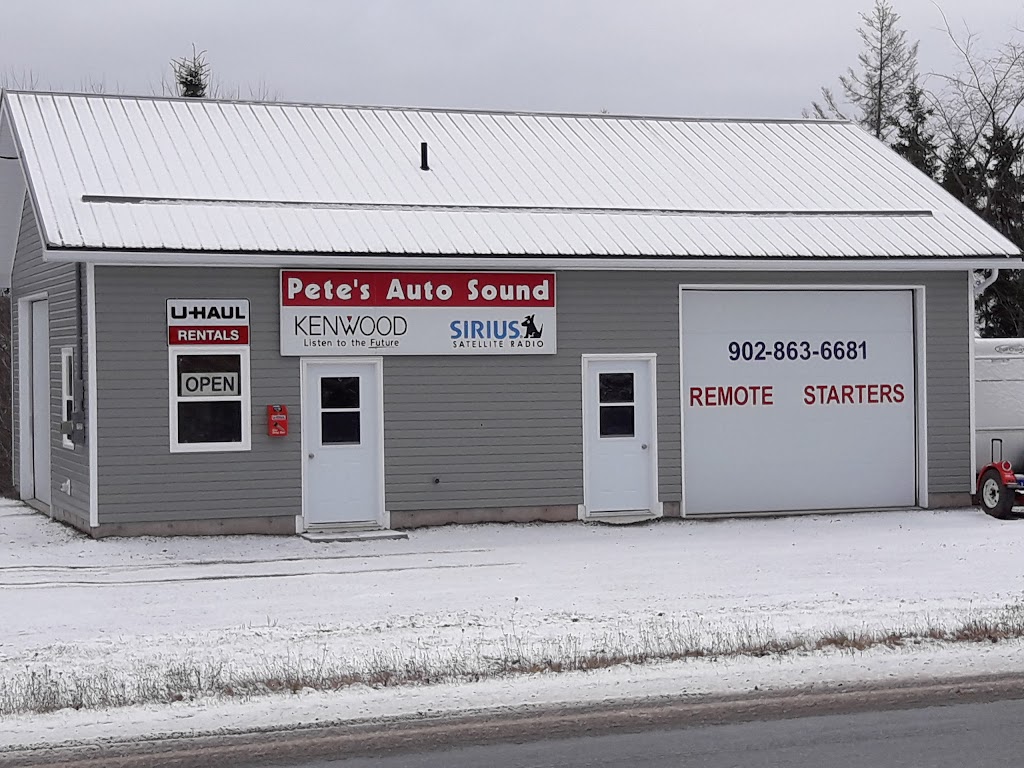 U-HAUL
RENTALS
OPEN
Pete's Auto Sound
KENWOOD
Listen to the Future
SIRIUS
SATELLITE RADIO
902-863-6681
REMOTE STARTERS